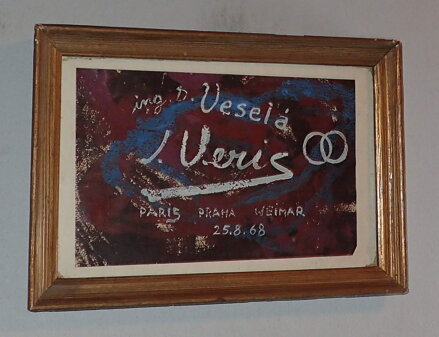 ing. D. Veselá
J. Veris
PARIS PRAHA WEIMAR
25.8.68